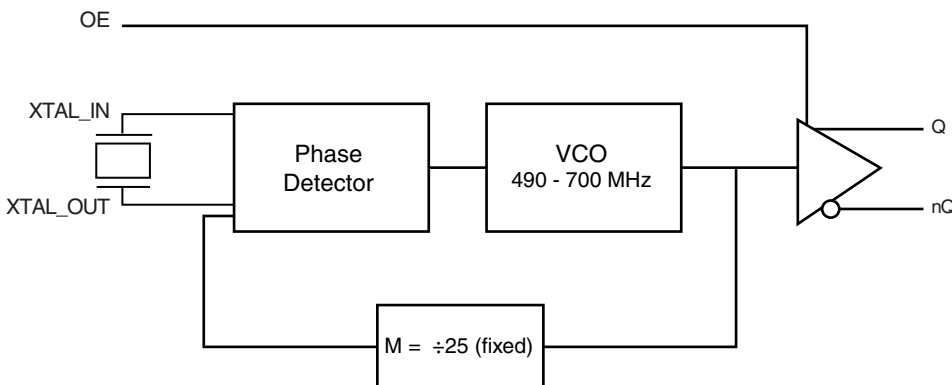 OE
XTAL_IN
XTAL_OUT
Phase
Detector
VCO
490 - 700 MHz
Q
nQ
M = ÷25 (fixed)